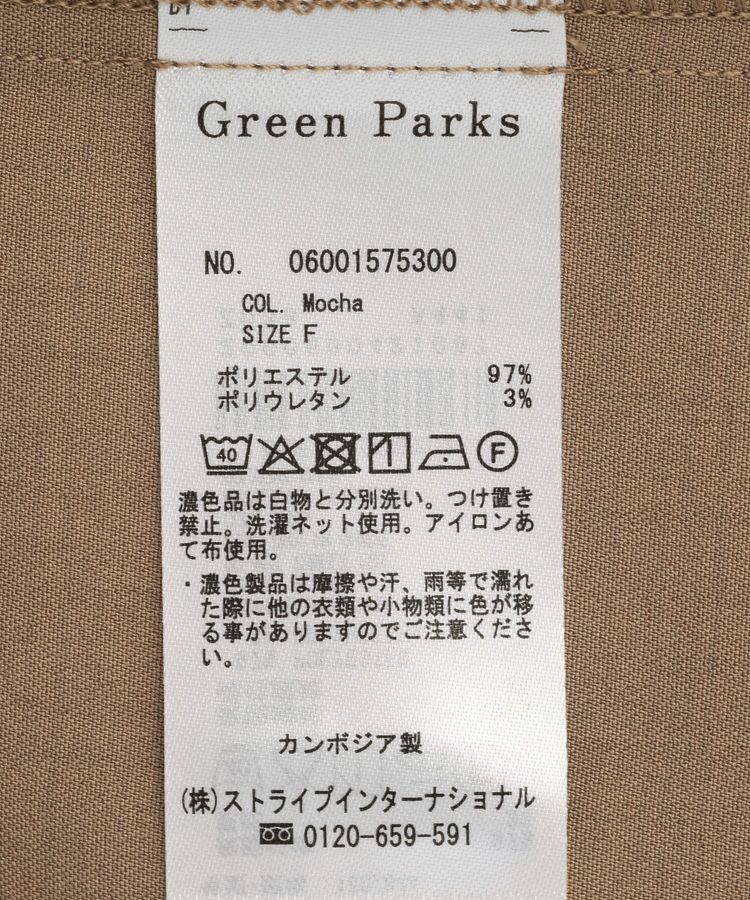 Green Parks
NO. 06001575300
COL. Mocha
SIZE F
ポリエステル 97%
ポリウレタン 3%
40 F
濃色品は白物と分別洗い。つけ置き
禁止。洗濯ネット使用。アイロンあ
て布使用。
・濃色製品は摩擦や汗、雨等で濡れ
た際に他の衣類や小物類に色が移
る事がありますのでご注意くださ
い。
カンボジア製
(株)ストライプインターナショナル
0120-659-591